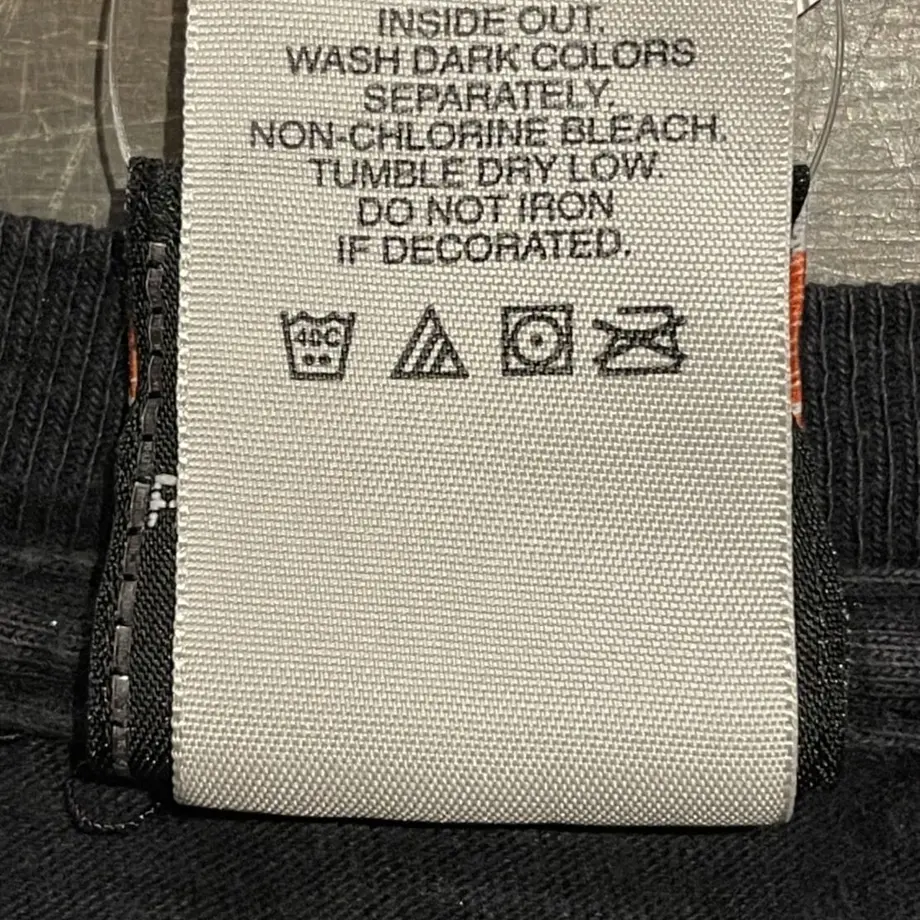 INSIDE OUT.
WASH DARK COLORS
SEPARATELY.
NON-CHLORINE BLEACH.
TUMBLE DRY LOW.
DO NOT IRON
IF DECORATED.
40C